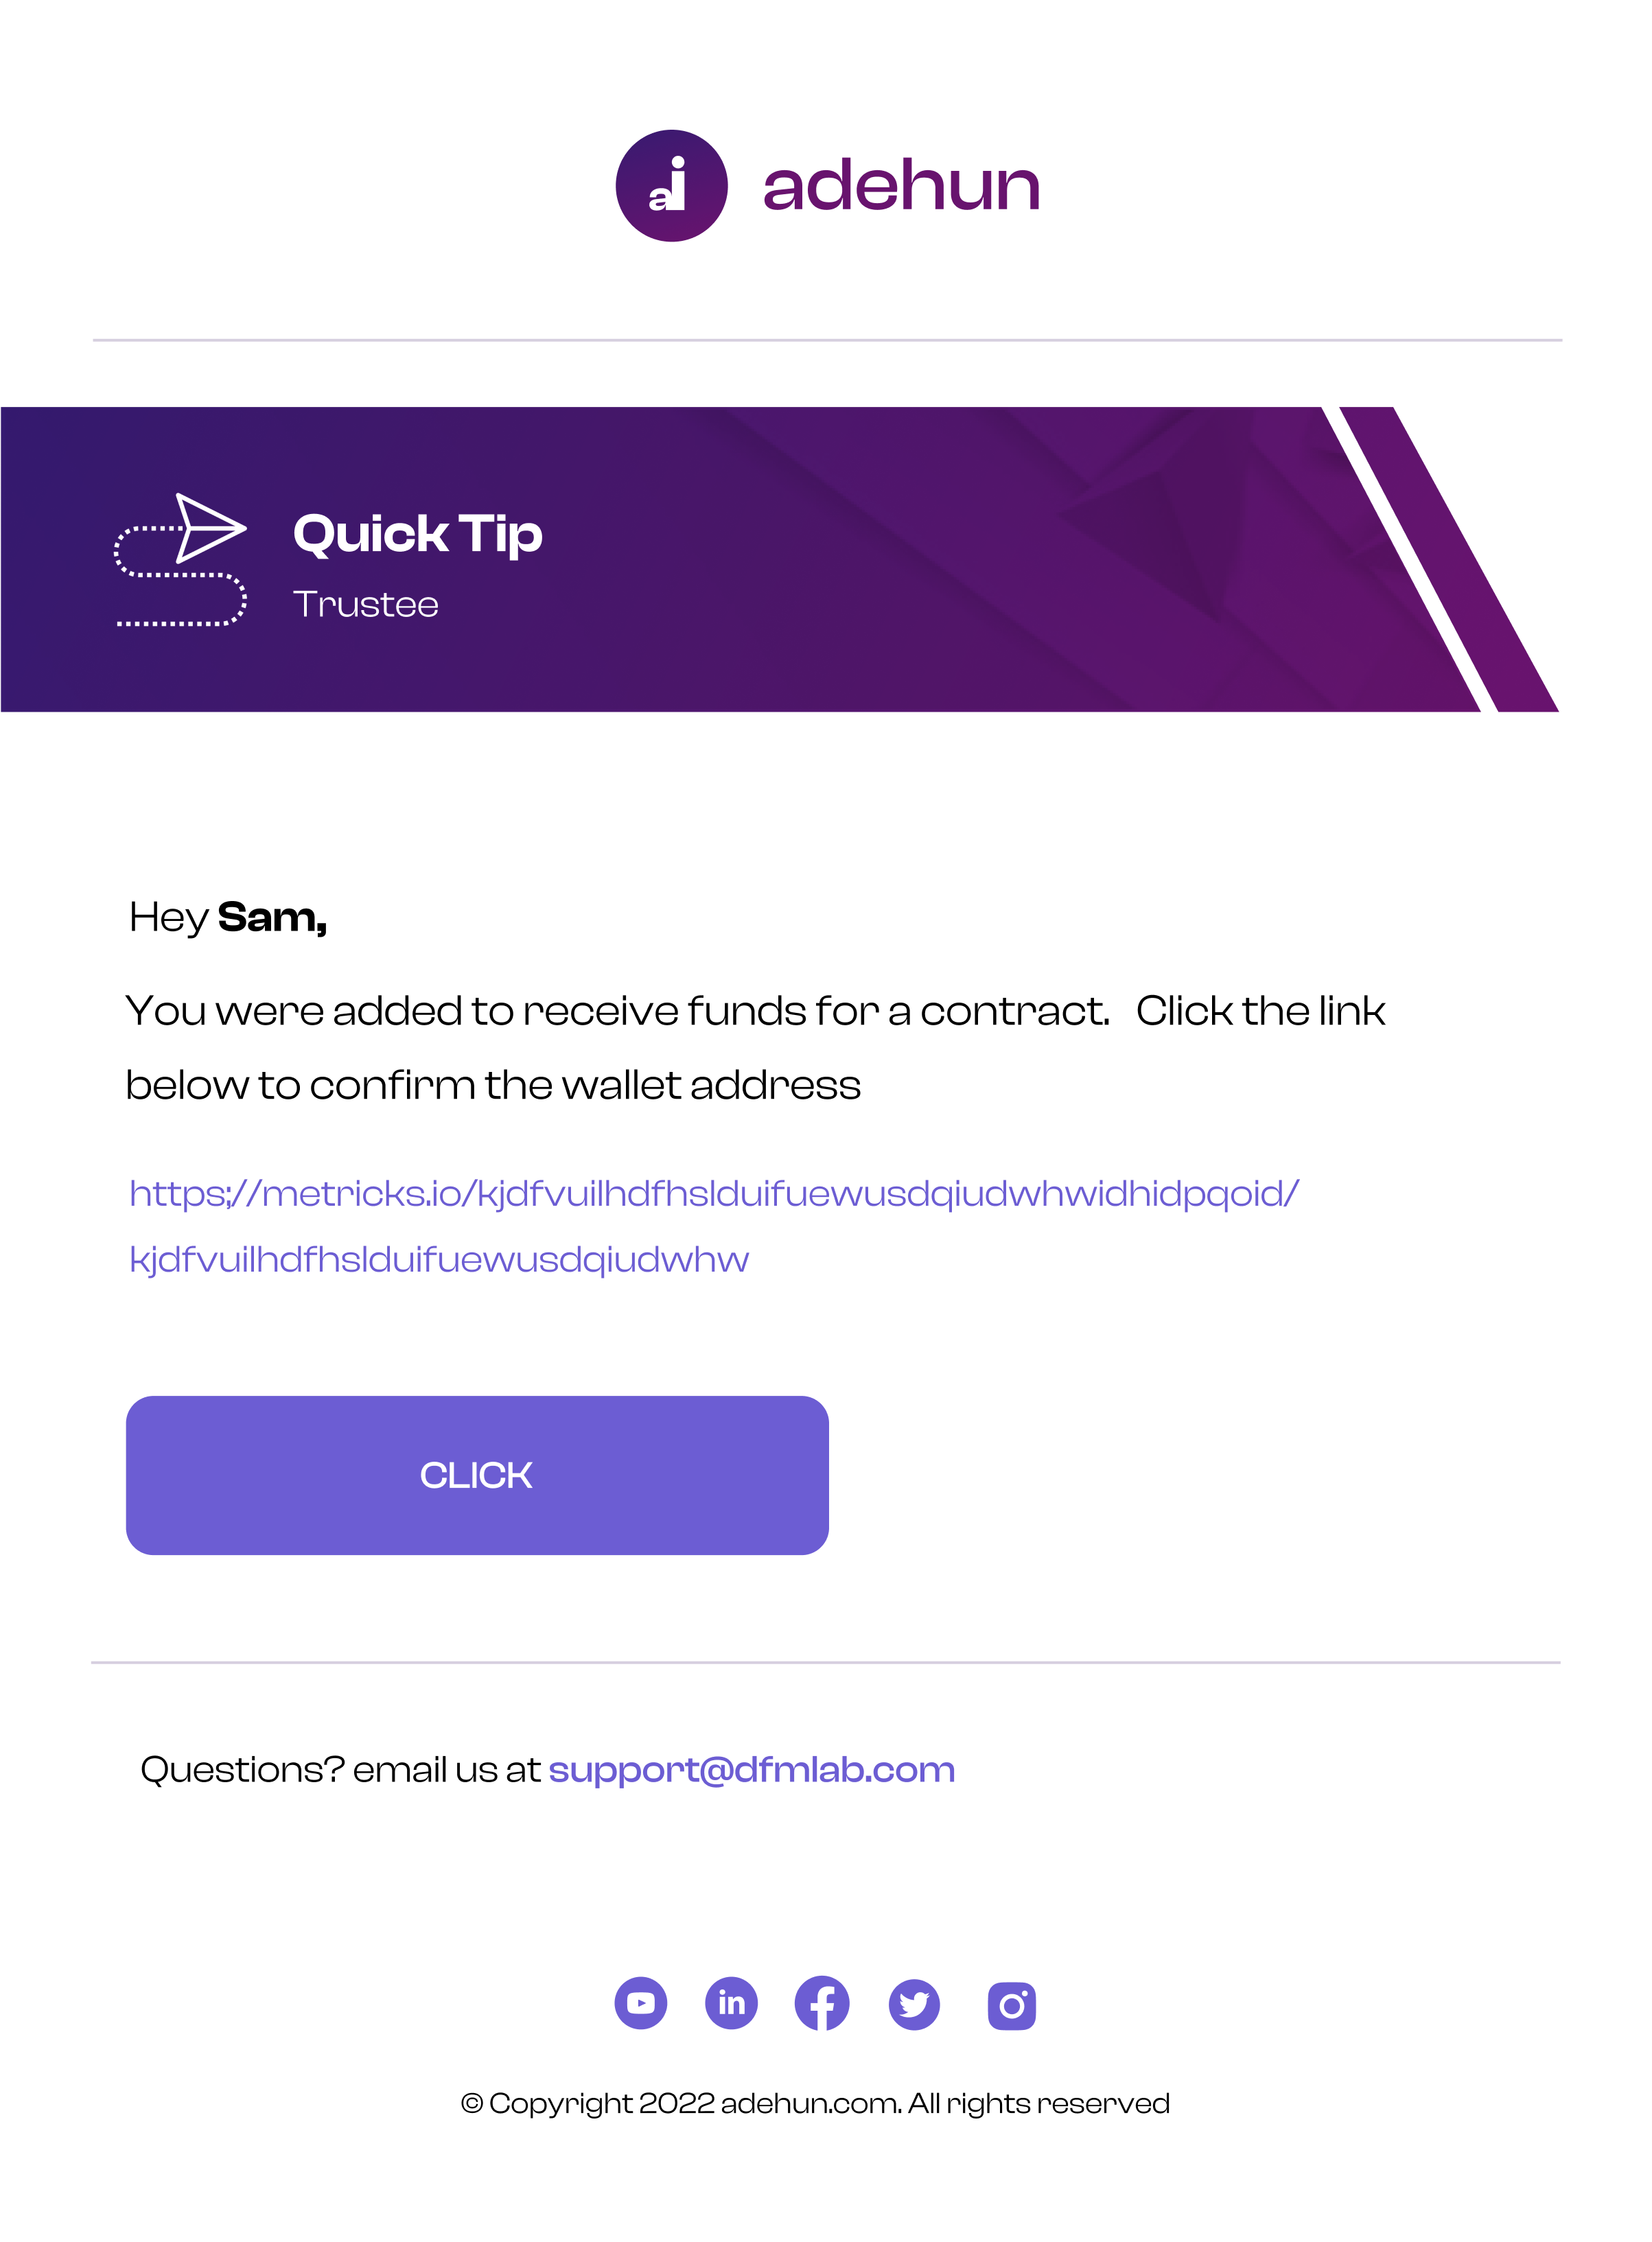 ai adehun
Quick Tip
Trustee
Hey Sam,
You were added to receive funds for a contract. Click the link
below to confirm the wallet address
https;//metricks.io/kjdfvuilhdfhslduifuewusdqiudwhwidhidpqoid/
kjdfvuilhdfhslduifuewusdqiudwhw
CLICK
Questions? email us at support@dfmlab.com
in
© Copyright 2022 adehun.com. All rights reserved